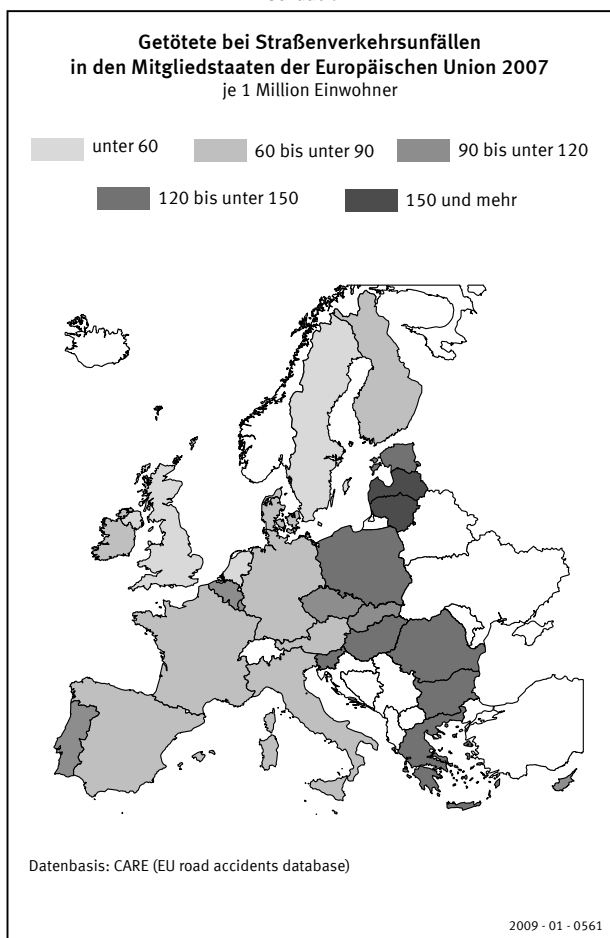 Getötete bei Straßenverkehrsunfällen
in den Mitgliedstaaten der Europäischen Union 2007
je 1 Million Einwohner
unter 60
60 bis unter 90
90 bis unter 120
120 bis unter 150
150 und mehr
Datenbasis: CARE (EU road accidents database)
2009 - 01 - 0561